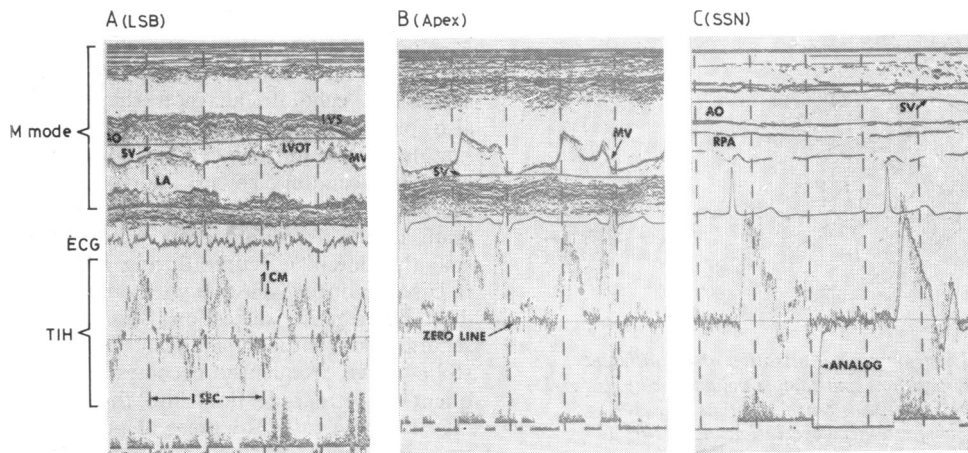 A (LSB)
B (Apex)
C (SSN)
M mode
AO
SV
LVS
LVOT
MV
LA
ECG
1 CM
TIH
1 SEC.
MV
SV
ZERO LINE
SV
AO
RPA
ANALOG